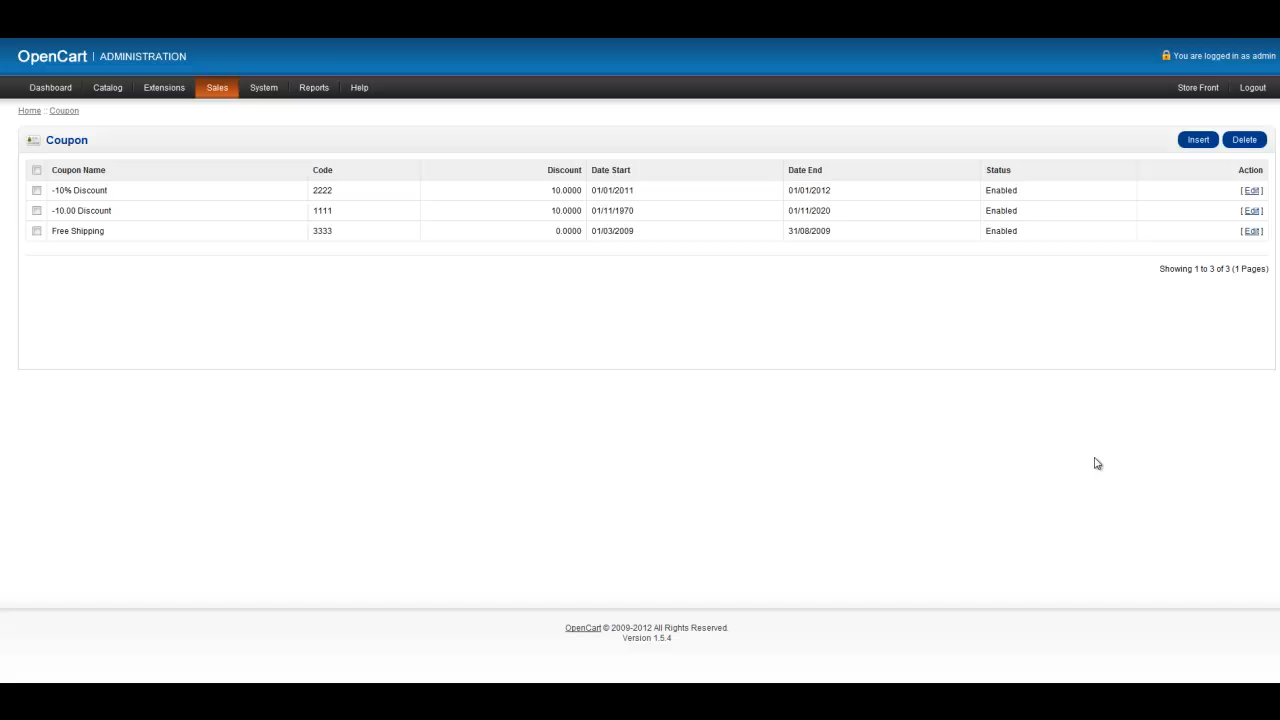 OpenCart | ADMINISTRATION You are logged in as admin
Dashboard Catalog Extensions Sales System Reports Help Store Front Logout
Home :: Coupon
Coupon Insert Delete
Coupon Name Code Discount Date Start Date End Status Action
-10% Discount 2222 10.0000 01/01/2011 01/01/2012 Enabled [ Edit ]
-10.00 Discount 1111 10.0000 01/11/1970 01/11/2020 Enabled [ Edit ]
Free Shipping 3333 0.0000 01/03/2009 31/08/2009 Enabled [ Edit ]
Showing 1 to 3 of 3 (1 Pages)
OpenCart © 2009-2012 All Rights Reserved.
Version 1.5.4